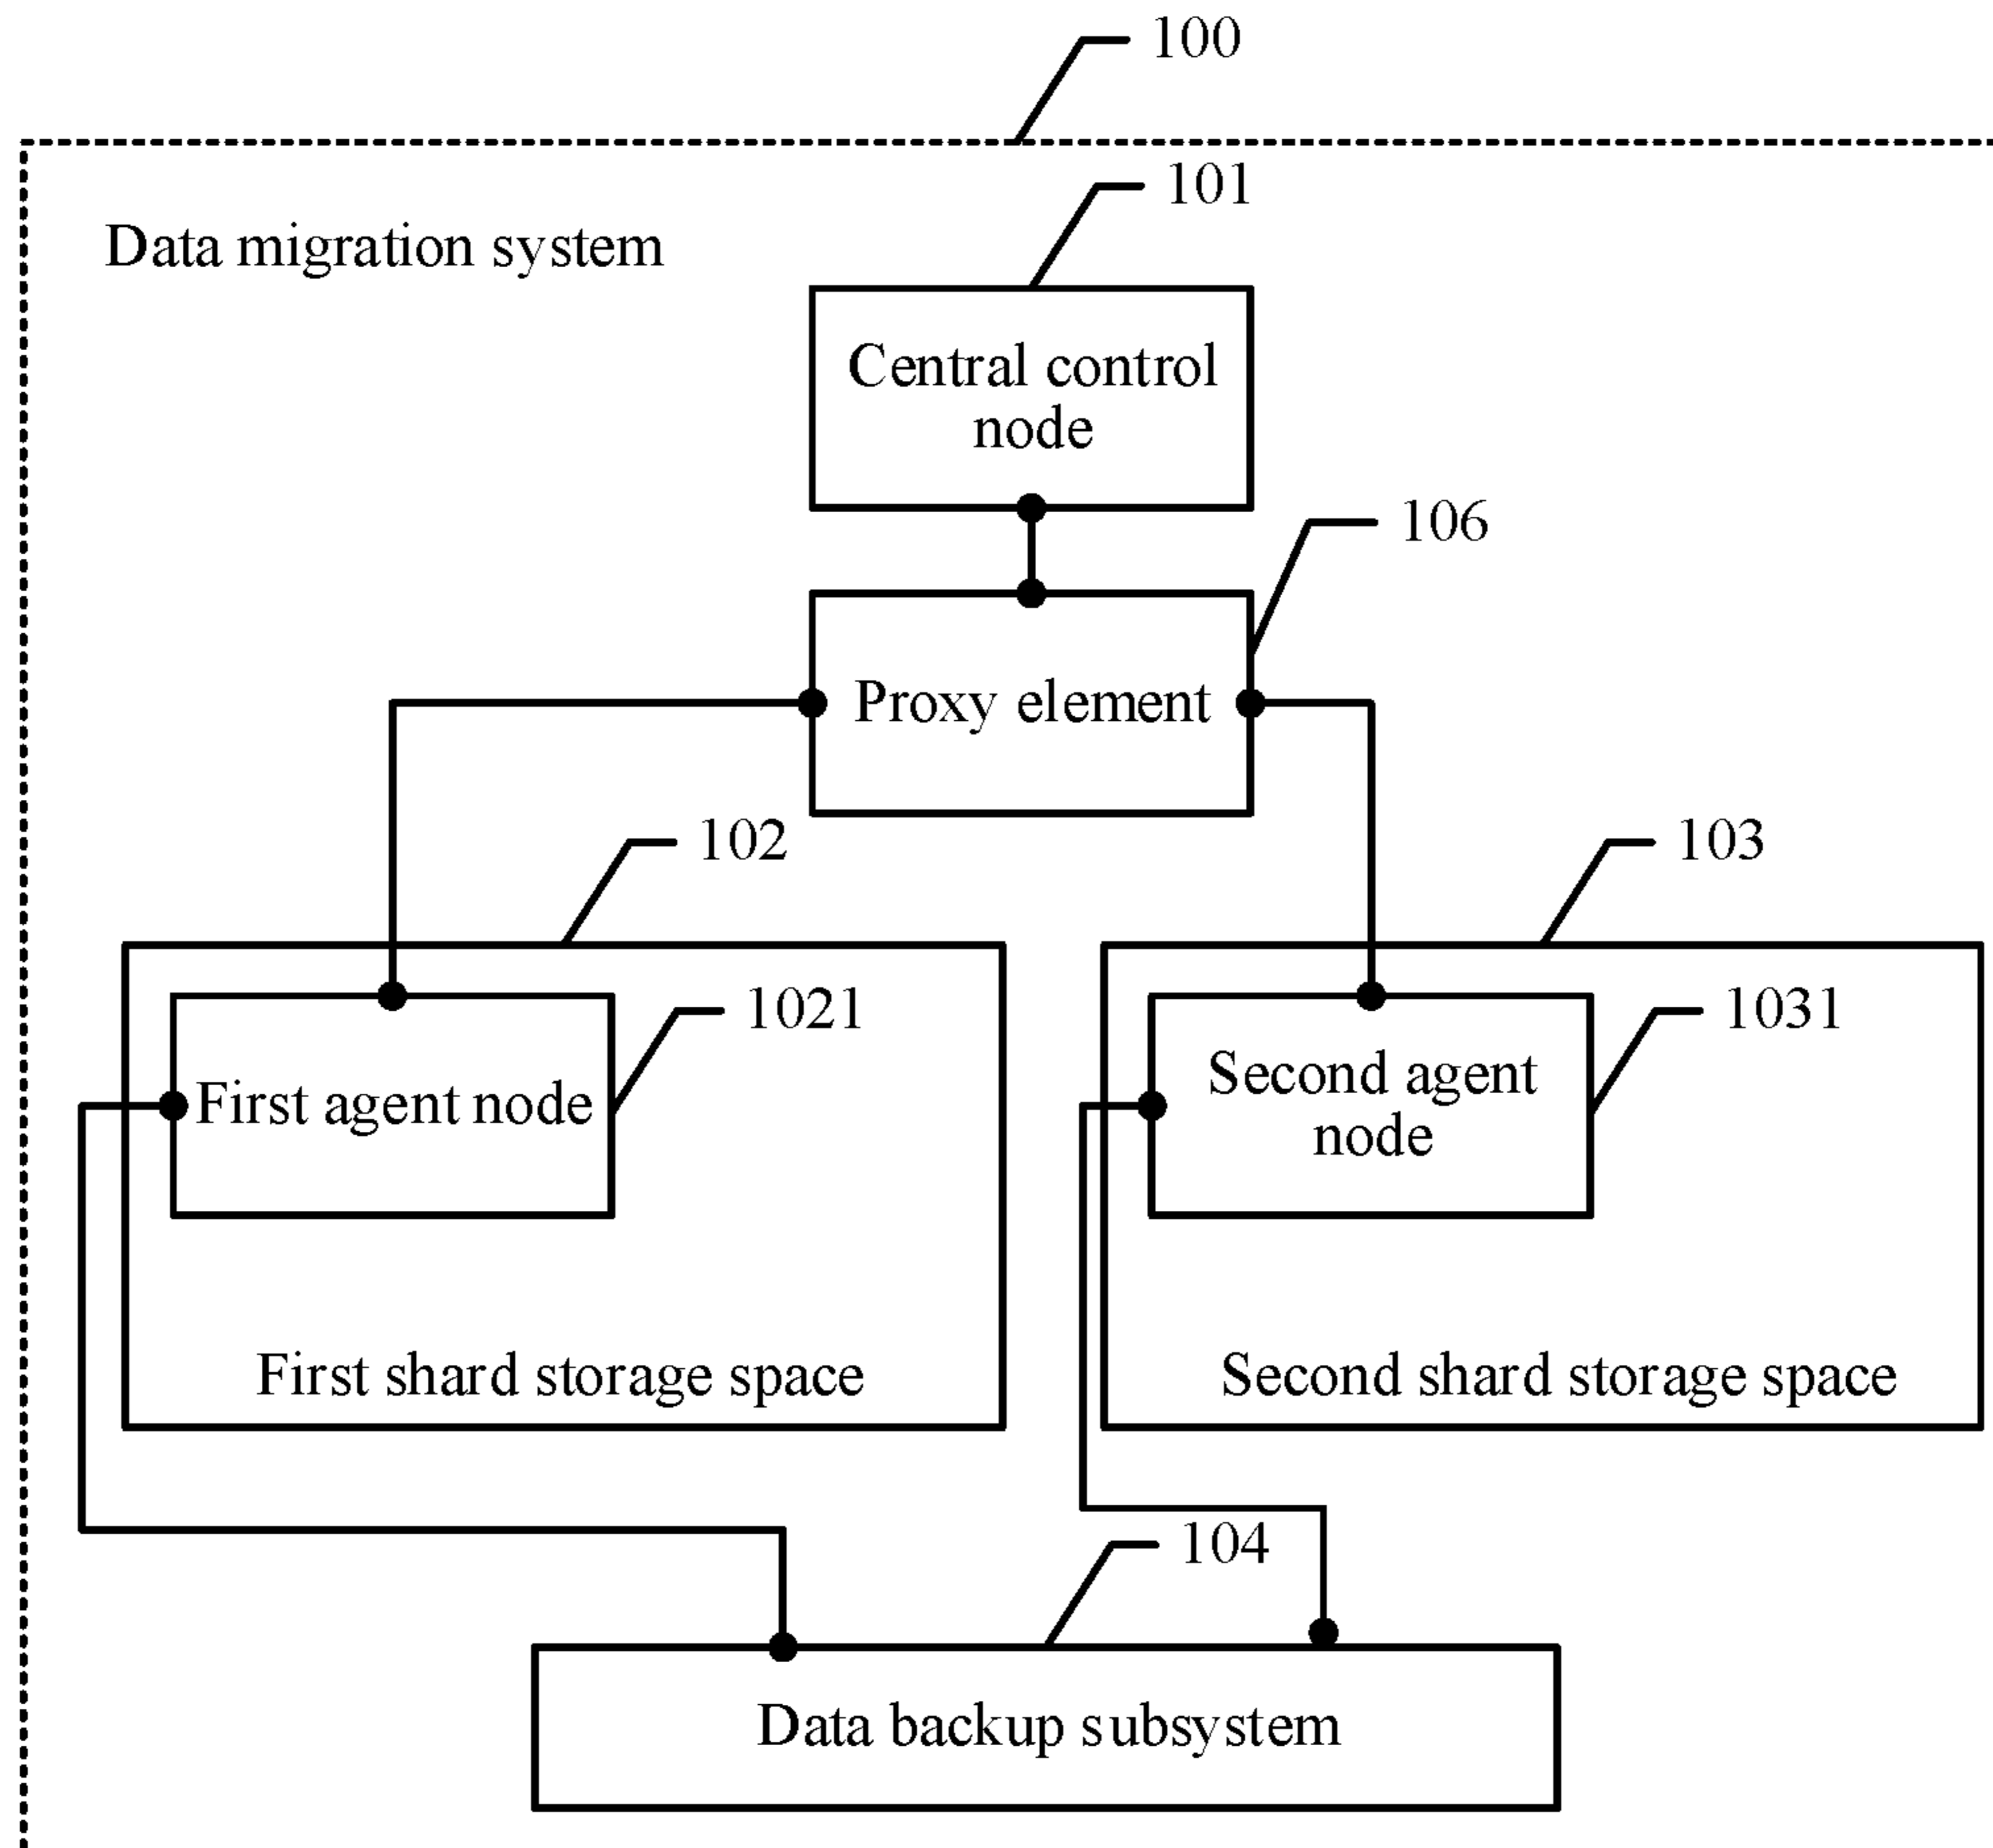 100
101
Data migration system
Central control
node
106
Proxy element
102
103
1021
1031
First agent node
Second agent
node
First shard storage space
Second shard storage space
104
Data backup subsystem